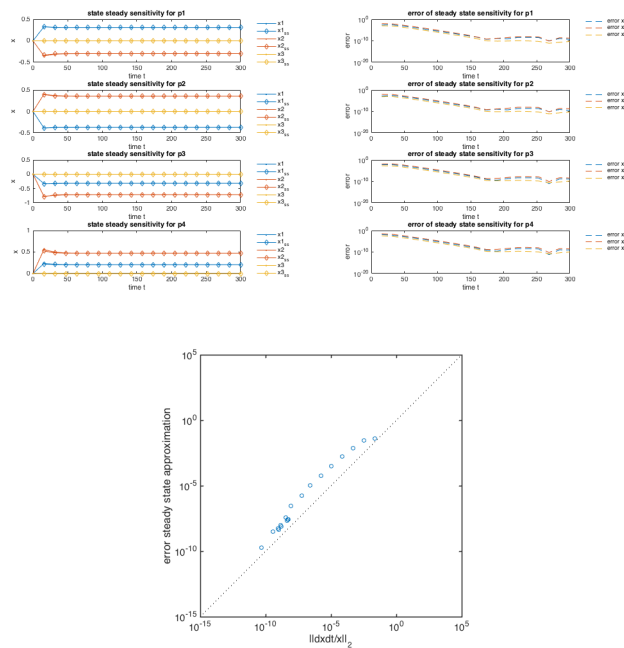 state steady sensitivity for p1
0.5
0
-0.5
x
0 50 100 150 200 250 300
time t
x1
x1ss
x2
x2ss
x3
x3ss
error of steady state sensitivity for p1
10^5
10^-10
10^-20
error
0 50 100 150 200 250 300
time t
error x
error x
error x
state steady sensitivity for p2
0.5
0
-0.5
x
0 50 100 150 200 250 300
time t
x1
x1ss
x2
x2ss
x3
x3ss
error of steady state sensitivity for p2
10^5
10^-10
10^-20
error
0 50 100 150 200 250 300
time t
error x
error x
error x
state steady sensitivity for p3
0.5
0
-0.5
-1
x
0 50 100 150 200 250 300
time t
x1
x1ss
x2
x2ss
x3
x3ss
error of steady state sensitivity for p3
10^5
10^-10
10^-20
error
0 50 100 150 200 250 300
time t
error x
error x
error x
state steady sensitivity for p4
1
0.5
0
x
0 50 100 150 200 250 300
time t
x1
x1ss
x2
x2ss
x3
x3ss
error of steady state sensitivity for p4
10^5
10^-10
10^-20
error
0 50 100 150 200 250 300
time t
error x
error x
error x
10^5
10^0
10^-5
10^-10
10^-15
error steady state approximation
10^-15 10^-10 10^-5 10^0 10^5
||dxdt/x||2